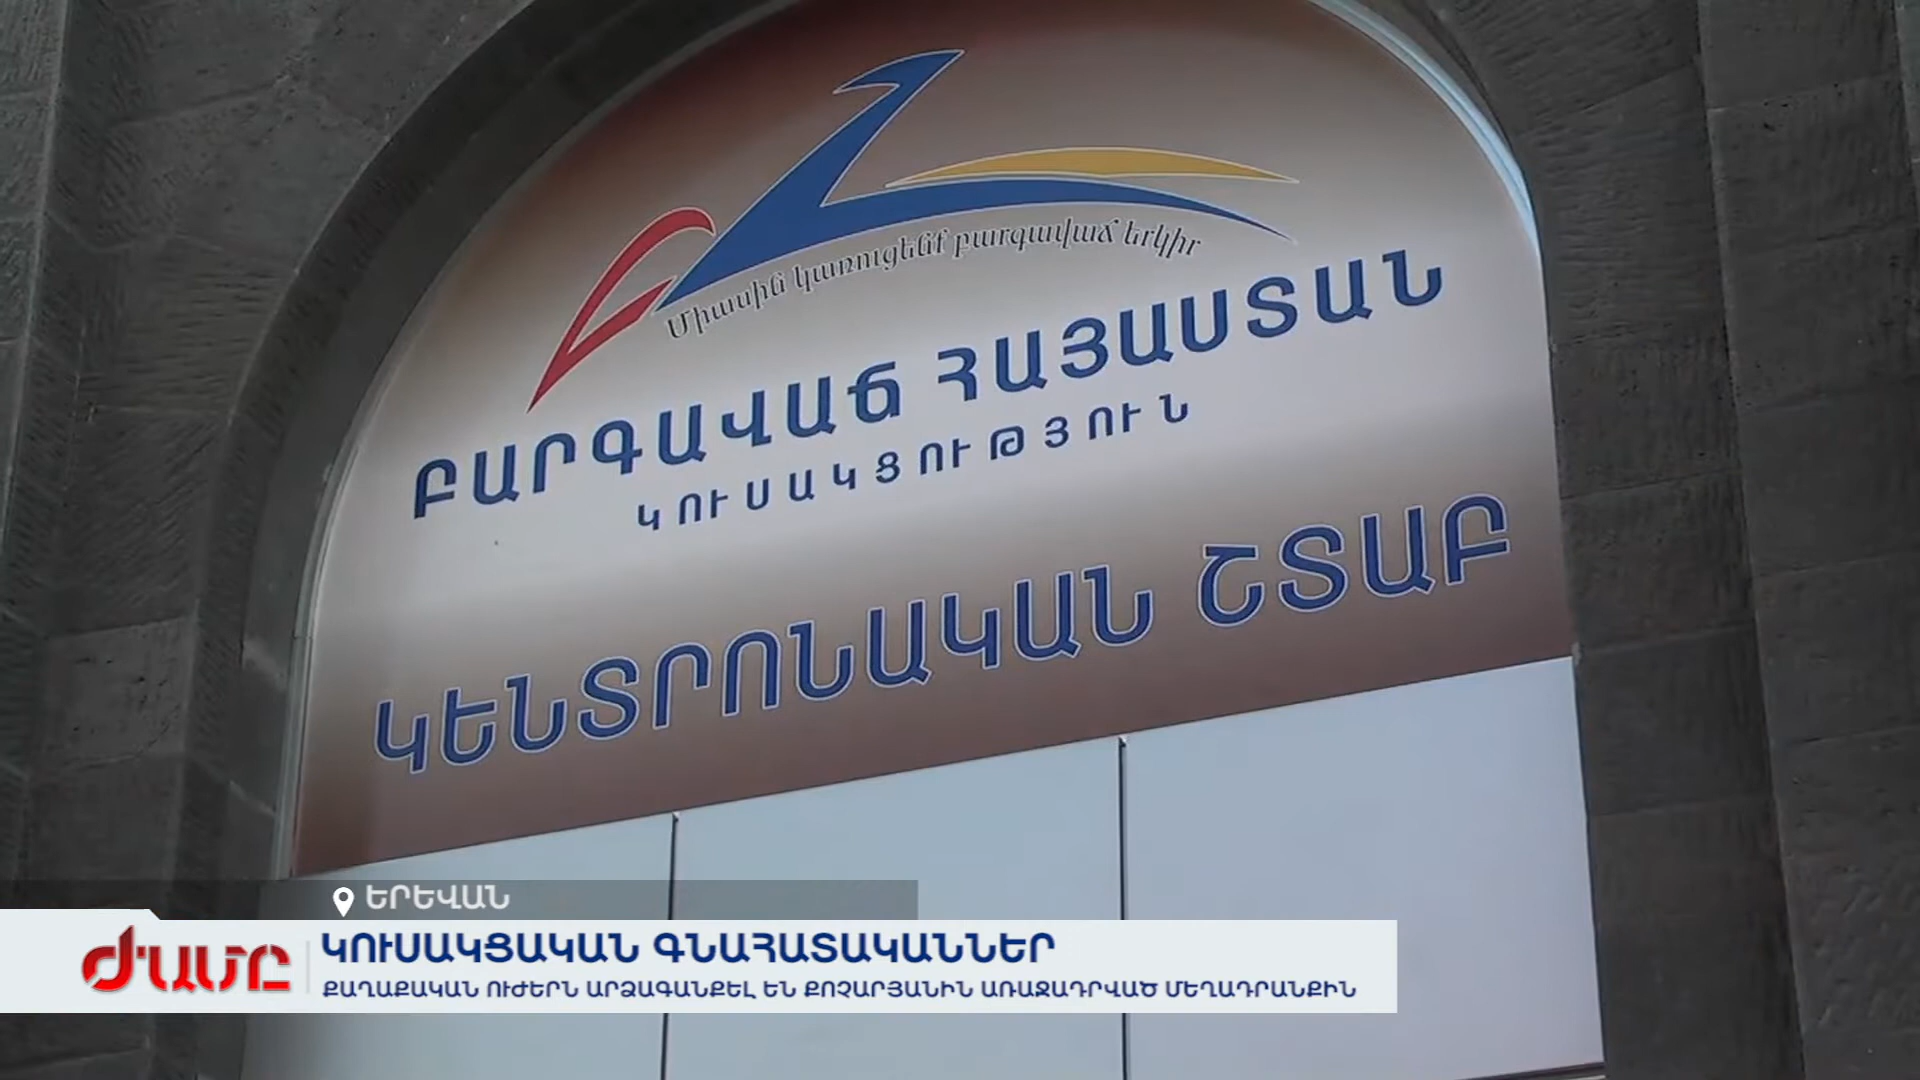 Միասին կառուցենք բարգավաճ երկիր
ԲԱՐԳԱՎԱՃ ՀԱՅԱՍՏԱՆ
ԿՈՒՍԱԿՑՈՒԹՅՈՒՆ
ԿԵՆՏՐՈՆԱԿԱՆ ՇՏԱԲ
ԵՐԵՎԱՆ
ԺԱՄԸ
ԿՈՒՍԱԿՑԱԿԱՆ ԳՆԱՀԱՏԱԿԱՆՆԵՐ
ՔԱՂԱՔԱԿԱՆ ՈՒԺԵՐՆ ԱՐՁԱԳԱՆՔԵԼ ԵՆ ՔՈՉԱՐՅԱՆԻՆ ԱՌԱՋԱԴՐՎԱԾ ՄԵՂԱԴՐԱՆՔԻՆ